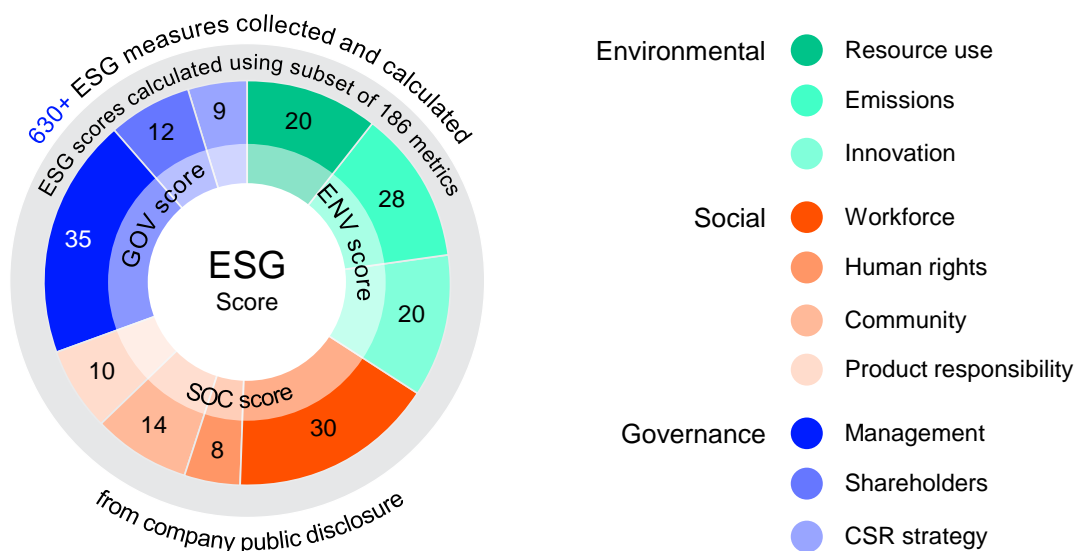 630+ ESG measures collected and calculated
ESG scores calculated using subset of 186 metrics
from company public disclosure
ESG
Score
ENV score
20
28
20
SOC score
30
8
14
10
GOV score
35
12
9
Environmental
Resource use
Emissions
Innovation
Social
Workforce
Human rights
Community
Product responsibility
Governance
Management
Shareholders
CSR strategy